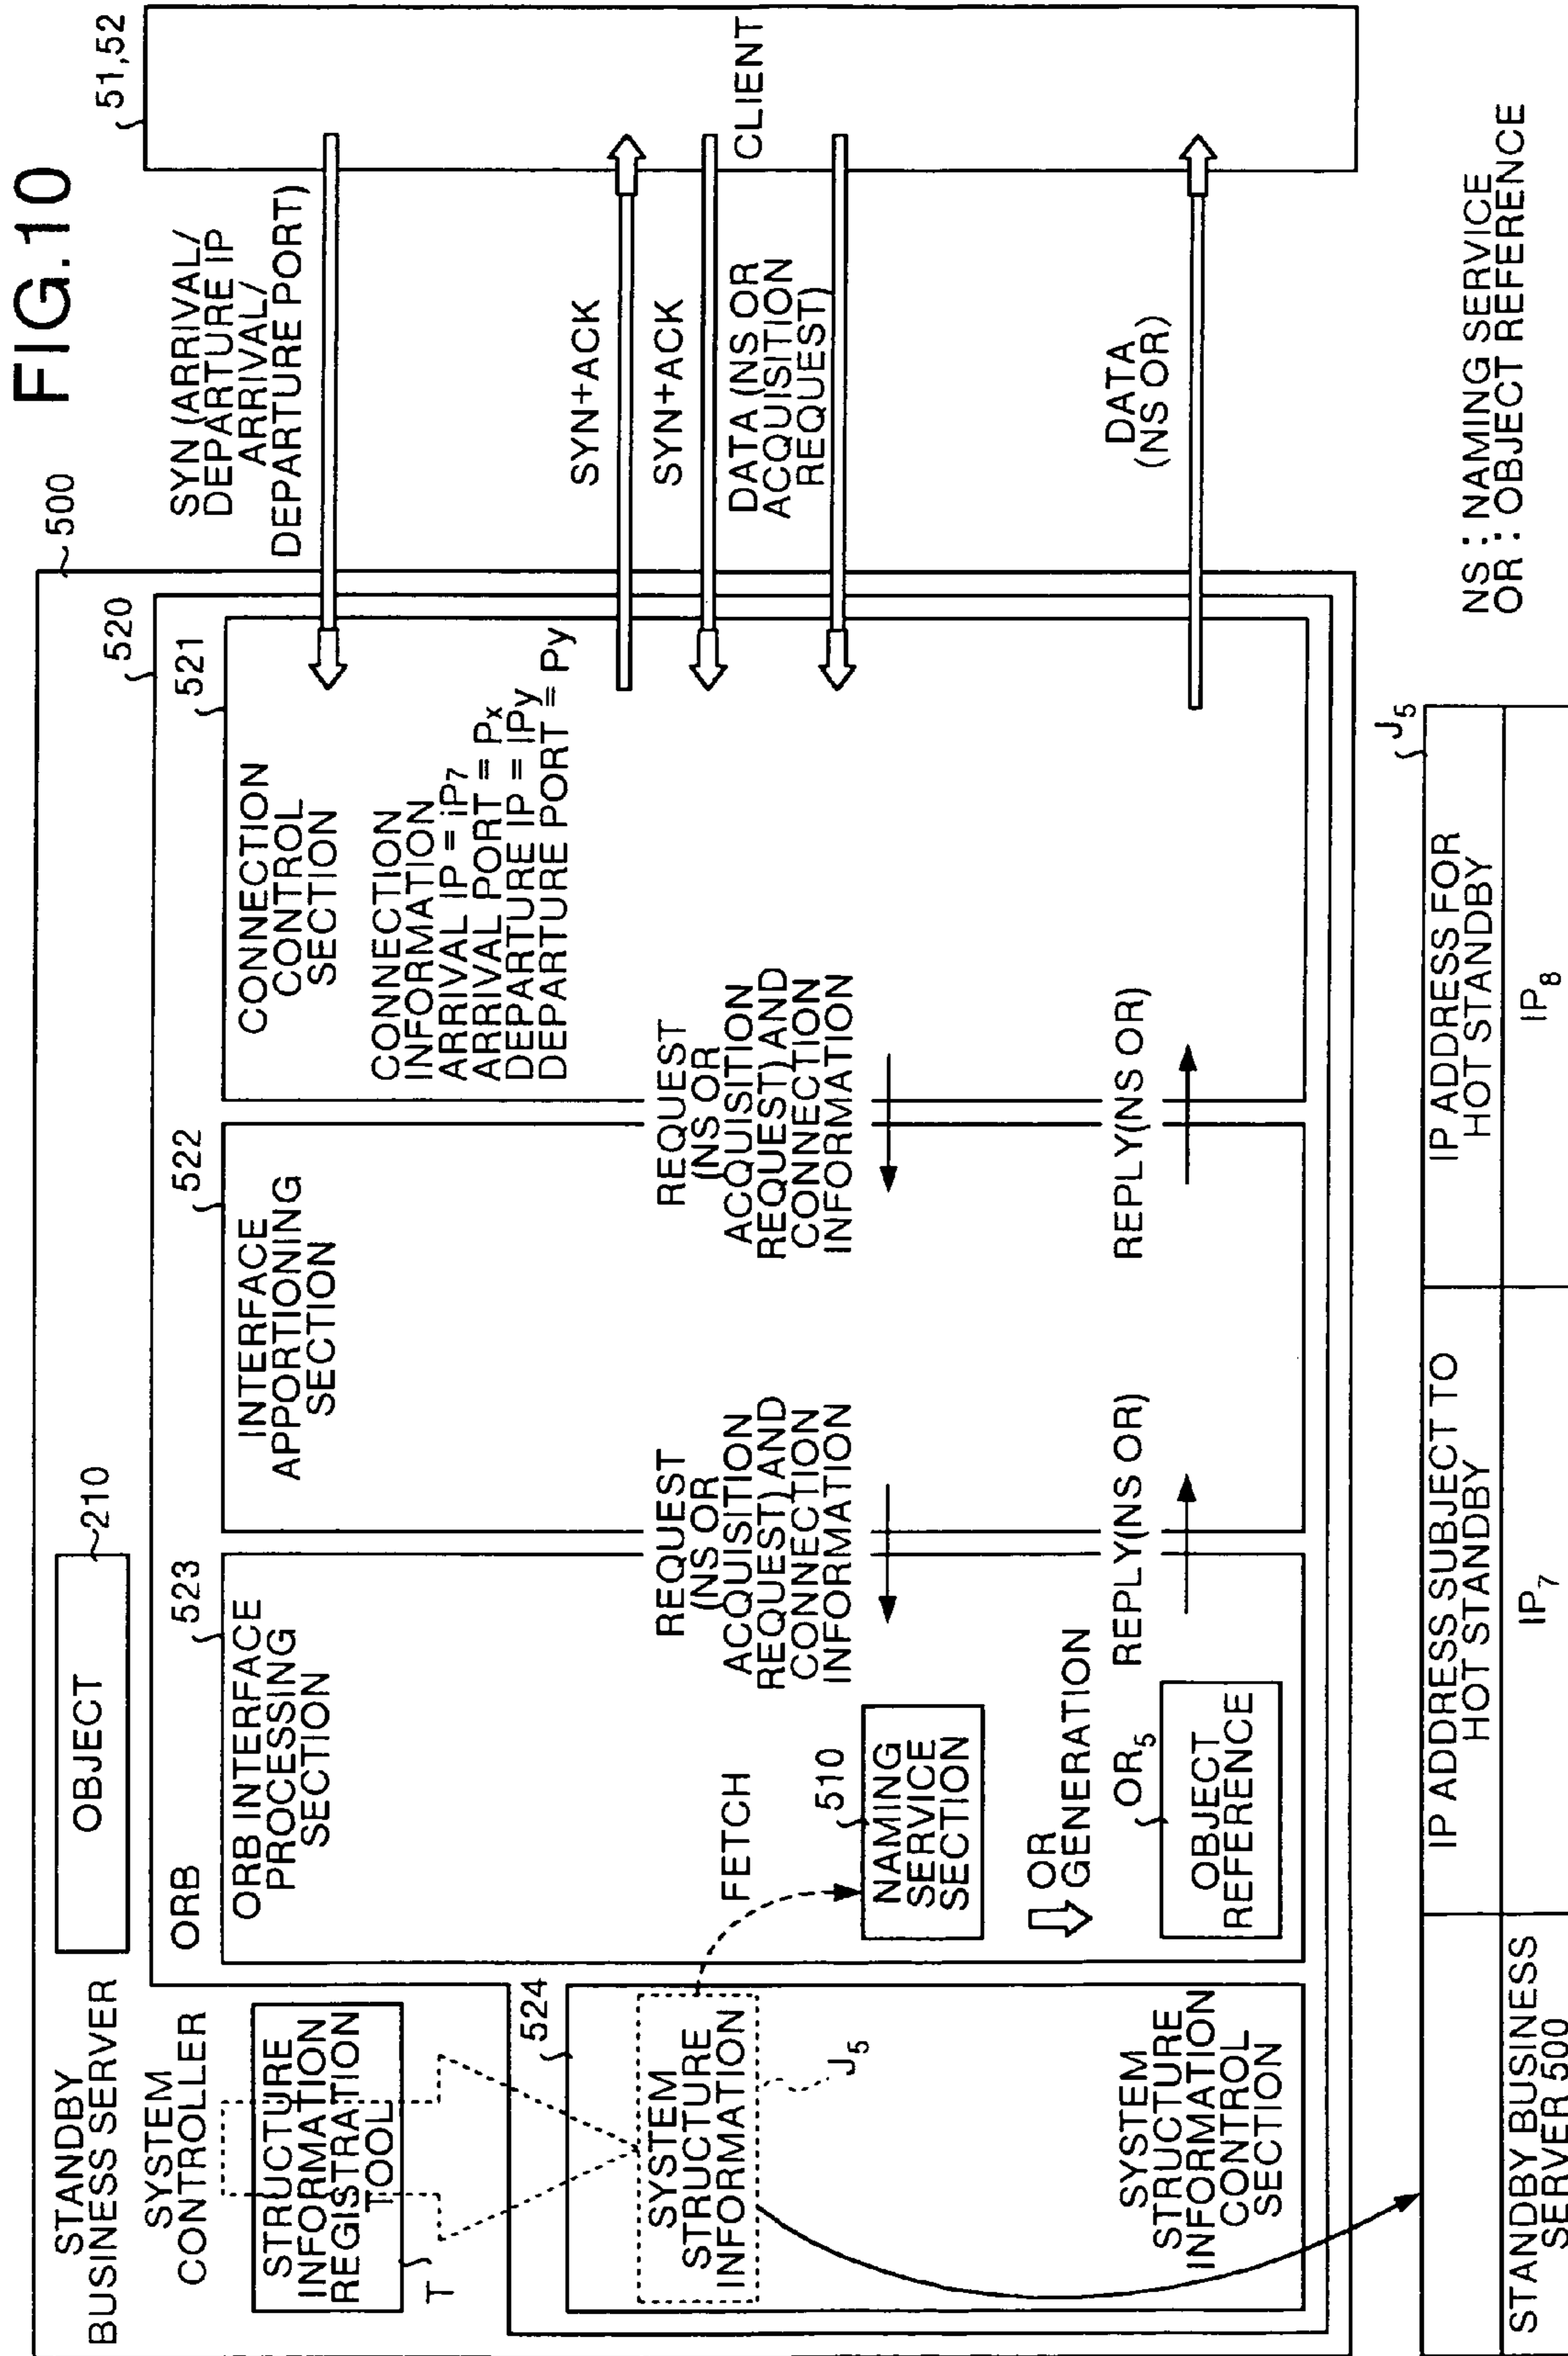 FIG.10
STANDBY
BUSINESS SERVER
OBJECT
210
500
SYSTEM
CONTROLLER
STRUCTURE
INFORMATION
REGISTRATION
TOOL
T
ORB
520
524
SYSTEM
STRUCTURE
INFORMATION
J5
SYSTEM
STRUCTURE
INFORMATION
CONTROL
SECTION
523
ORB INTERFACE
PROCESSING
SECTION
FETCH
510
NAMING
SERVICE
SECTION
OR
GENERATION
OR5
OBJECT
REFERENCE
REQUEST
(NS OR
ACQUISITION
REQUEST) AND
CONNECTION
INFORMATION
REPLY(NS OR)
522
INTERFACE
APPORTIONING
SECTION
REQUEST
(NS OR
ACQUISITION
REQUEST) AND
CONNECTION
INFORMATION
REPLY(NS OR)
521
CONNECTION
CONTROL
SECTION
CONNECTION
INFORMATION
ARRIVAL IP = iP7
ARRIVAL PORT = Px
DEPARTURE IP = IPy
DEPARTURE PORT = Py
SYN (ARRIVAL/
DEPARTURE IP
ARRIVAL/
DEPARTURE PORT)
SYN+ACK
SYN+ACK
DATA (NS OR
ACQUISITION
REQUEST)
DATA
(NS OR)
51,52
CLIENT
J5
IP ADDRESS SUBJECT TO
HOT STANDBY
IP ADDRESS FOR
HOT STANDBY
STANDBY BUSINESS
SERVER 500
IP7
IP8
NS : NAMING SERVICE
OR : OBJECT REFERENCE